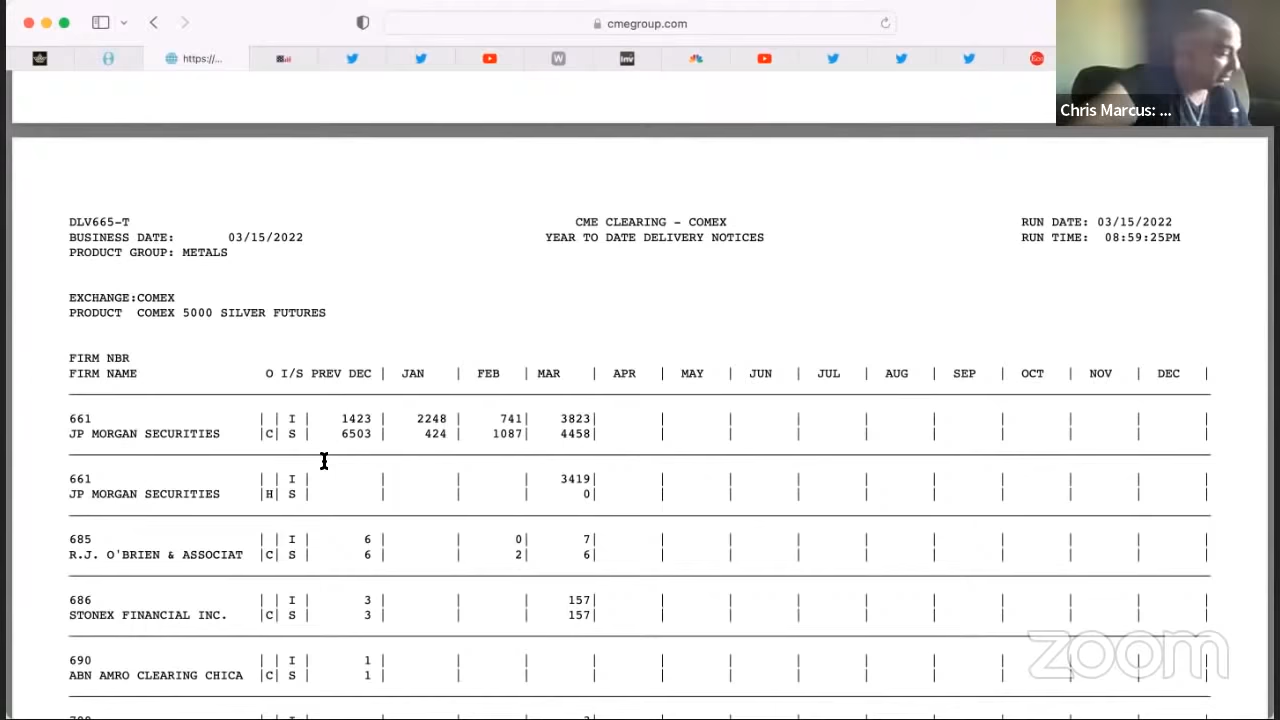 cmegroup.com
https://...
W
Inv
Chris Marcus: ...
DLV665-T CME CLEARING - COMEX RUN DATE: 03/15/2022
BUSINESS DATE: 03/15/2022 YEAR TO DATE DELIVERY NOTICES RUN TIME: 08:59:25PM
PRODUCT GROUP: METALS
EXCHANGE:COMEX
PRODUCT COMEX 5000 SILVER FUTURES
FIRM NBR
FIRM NAME O I/S PREV DEC | JAN | FEB | MAR | APR | MAY | JUN | JUL | AUG | SEP | OCT | NOV | DEC |
661 | | I | 1423 | 2248 | 741| 3823| | | | | | | | | |
JP MORGAN SECURITIES |C| S | 6503 | 424 | 1087| 4458| | | | | | | | | |
661 | | I | | | | 3419| | | | | | | | | |
JP MORGAN SECURITIES |H| S | | | | 0| | | | | | | | | |
685 | | I | 6 | | 0| 7| | | | | | | | | |
R.J. O'BRIEN & ASSOCIAT |C| S | 6 | | 2| 6| | | | | | | | | |
686 | | I | 3 | | | 157| | | | | | | | | |
STONEX FINANCIAL INC. |C| S | 3 | | | 157| | | | | | | | | |
690 | | I | 1 | | | | | | | | | | | | |
ABN AMRO CLEARING CHICA |C| S | 1 | | | | | | | | | | | | |
zoom